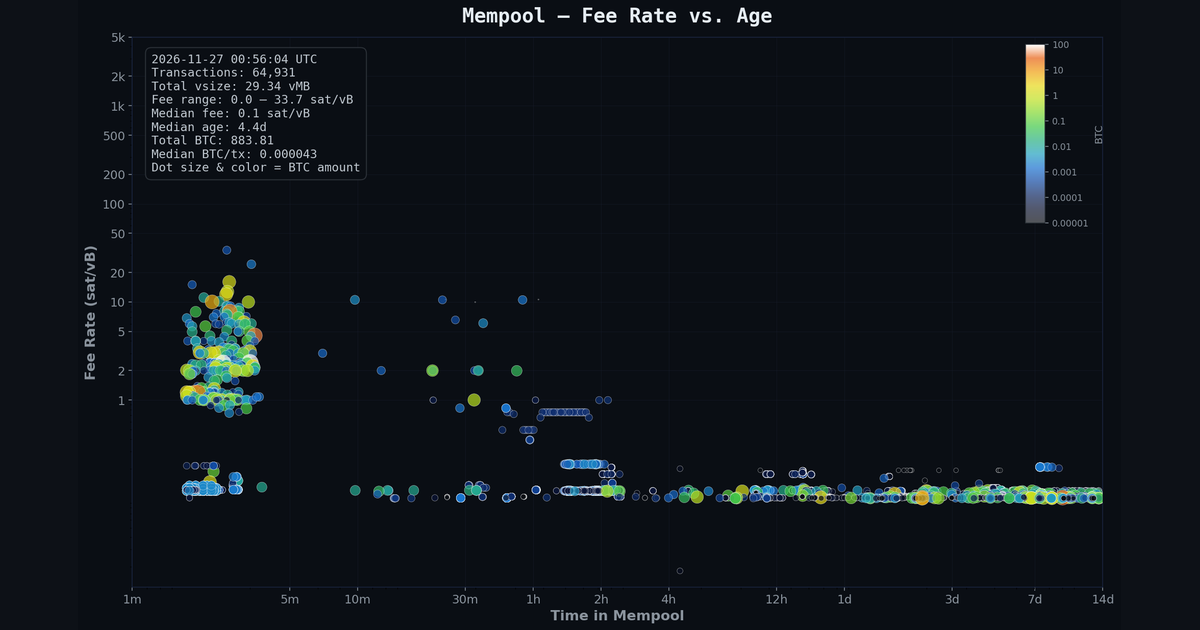 Mempool — Fee Rate vs. Age
2026-11-27 00:56:04 UTC
Transactions: 64,931
Total vsize: 29.34 vMB
Fee range: 0.0 — 33.7 sat/vB
Median fee: 0.1 sat/vB
Median age: 4.4d
Total BTC: 883.81
Median BTC/tx: 0.000043
Dot size & color = BTC amount
Fee Rate (sat/vB)
5k
2k
1k
500
200
100
50
20
10
5
2
1
100
10
1
0.1
0.01
0.001
0.0001
0.00001
BTC
1m
5m
10m
30m
1h
2h
4h
12h
1d
3d
7d
14d
Time in Mempool